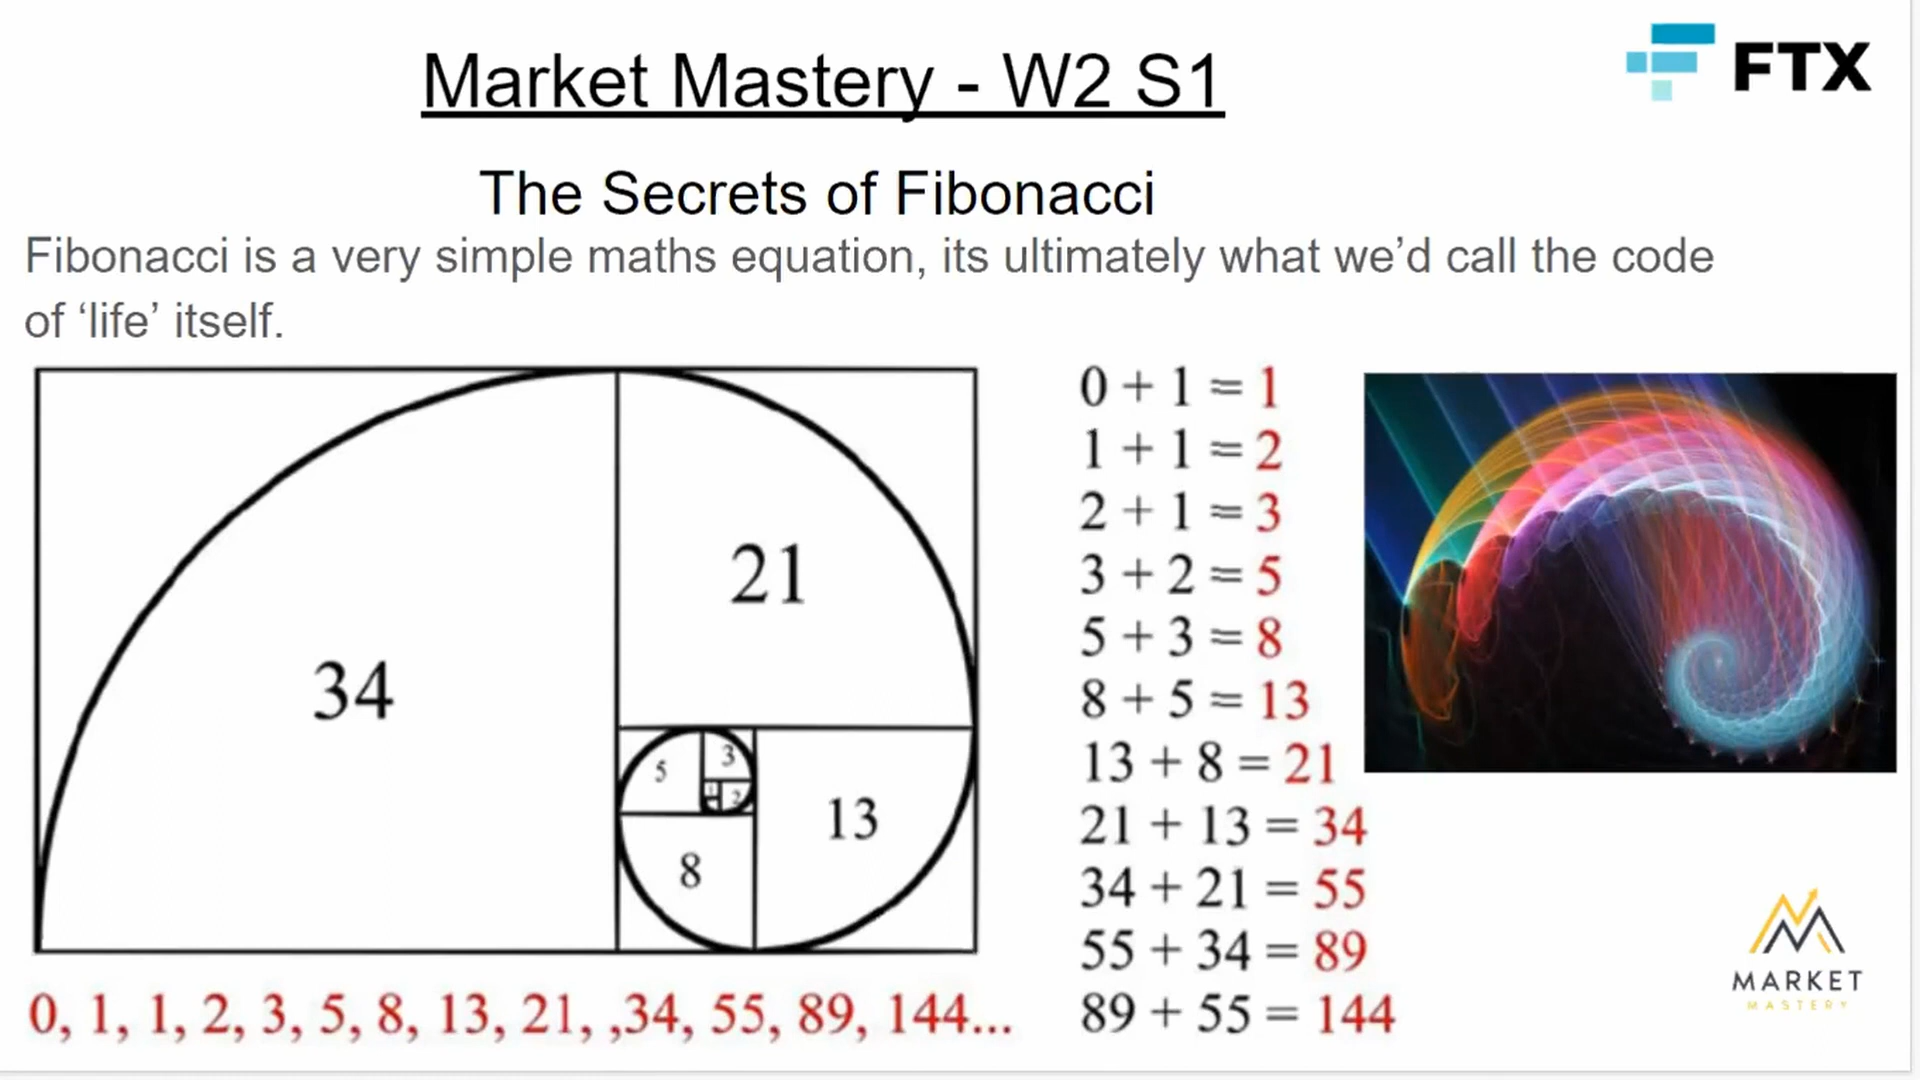 Market Mastery - W2 S1
FTX
The Secrets of Fibonacci
Fibonacci is a very simple maths equation, its ultimately what we’d call the code
of ‘life’ itself.
34
21
5
3
2
13
8
0, 1, 1, 2, 3, 5, 8, 13, 21, ,34, 55, 89, 144...
0 + 1 = 1
1 + 1 = 2
2 + 1 = 3
3 + 2 = 5
5 + 3 = 8
8 + 5 = 13
13 + 8 = 21
21 + 13 = 34
34 + 21 = 55
55 + 34 = 89
89 + 55 = 144
MARKET
MASTERY